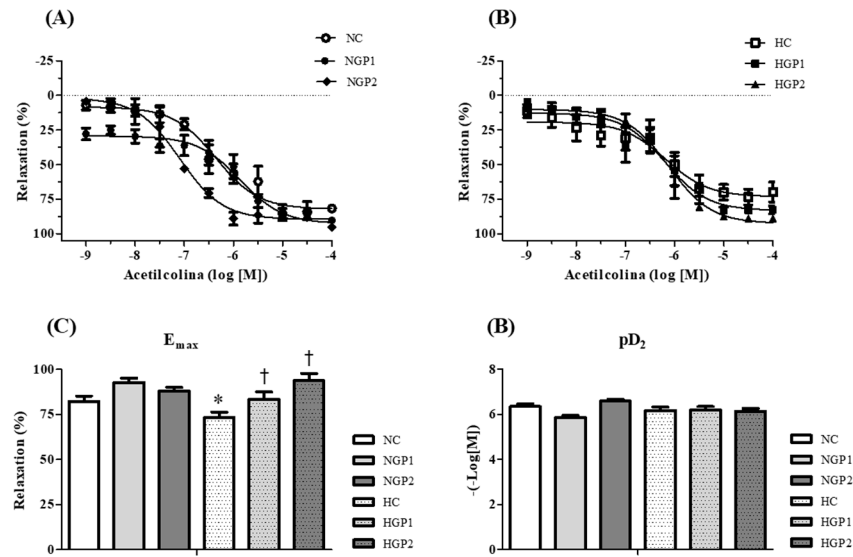 (A)
NC
NGP1
NGP2
Relaxation (%)
-25
0
25
50
75
100
-9 -8 -7 -6 -5 -4
Acetilcolina (log [M])
(B)
HC
HGP1
HGP2
Relaxation (%)
-25
0
25
50
75
100
-9 -8 -7 -6 -5 -4
Acetilcolina (log [M])
(C)
Emax
Relaxation (%)
100
75
50
25
0
* † †
NC
NGP1
NGP2
HC
HGP1
HGP2
(B)
pD2
-(-Log[M])
8
6
4
2
0
NC
NGP1
NGP2
HC
HGP1
HGP2